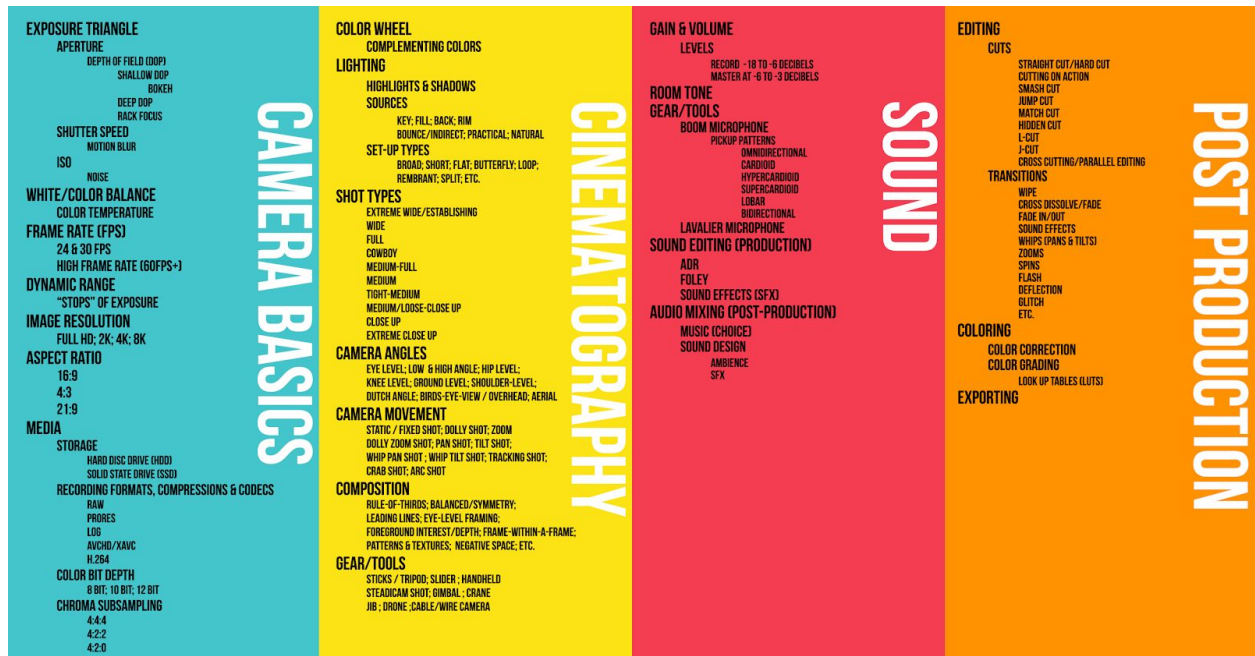 EXPOSURE TRIANGLE
APERTURE
DEPTH OF FIELD (DOP)
SHALLOW DOP
BOKEH
DEEP DOP
RACK FOCUS
SHUTTER SPEED
MOTION BLUR
ISO
NOISE
WHITE/COLOR BALANCE
COLOR TEMPERATURE
FRAME RATE (FPS)
24 & 30 FPS
HIGH FRAME RATE (60FPS+)
DYNAMIC RANGE
"STOPS" OF EXPOSURE
IMAGE RESOLUTION
FULL HD; 2K; 4K; 8K
ASPECT RATIO
16:9
4:3
21:9
MEDIA
STORAGE
HARD DISC DRIVE (HDD)
SOLID STATE DRIVE (SSD)
RECORDING FORMATS, COMPRESSIONS & CODECS
RAW
PRORES
LOG
AVCHD/XAVC
H.264
COLOR BIT DEPTH
8 BIT; 10 BIT; 12 BIT
CHROMA SUBSAMPLING
4:4:4
4:2:2
4:2:0
CAMERA BASICS
COLOR WHEEL
COMPLEMENTING COLORS
LIGHTING
HIGHLIGHTS & SHADOWS
SOURCES
KEY; FILL; BACK; RIM
BOUNCE/INDIRECT; PRACTICAL; NATURAL
SET-UP TYPES
BROAD; SHORT; FLAT; BUTTERFLY; LOOP;
REMBRANT; SPLIT; ETC.
SHOT TYPES
EXTREME WIDE/ESTABLISHING
WIDE
FULL
COWBOY
MEDIUM-FULL
MEDIUM
TIGHT-MEDIUM
MEDIUM/LOOSE-CLOSE UP
CLOSE UP
EXTREME CLOSE UP
CAMERA ANGLES
EYE LEVEL; LOW & HIGH ANGLE; HIP LEVEL;
KNEE LEVEL; GROUND LEVEL; SHOULDER-LEVEL;
DUTCH ANGLE; BIRDS-EYE-VIEW / OVERHEAD; AERIAL
CAMERA MOVEMENT
STATIC / FIXED SHOT; DOLLY SHOT; ZOOM
DOLLY ZOOM SHOT; PAN SHOT; TILT SHOT;
WHIP PAN SHOT ; WHIP TILT SHOT; TRACKING SHOT;
CRAB SHOT; ARC SHOT
COMPOSITION
RULE-OF-THIRDS; BALANCED/SYMMETRY;
LEADING LINES; EYE-LEVEL FRAMING;
FOREGROUND INTEREST/DEPTH; FRAME-WITHIN-A-FRAME;
PATTERNS & TEXTURES; NEGATIVE SPACE; ETC.
GEAR/TOOLS
STICKS / TRIPOD; SLIDER ; HANDHELD
STEADICAM SHOT; GIMBAL ; CRANE
JIB ; DRONE ;CABLE/WIRE CAMERA
CINEMATOGRAPHY
GAIN & VOLUME
LEVELS
RECORD -18 TO -6 DECIBELS
MASTER AT -6 TO -3 DECIBELS
ROOM TONE
GEAR/TOOLS
BOOM MICROPHONE
PICKUP PATTERNS
OMNIDIRECTIONAL
CARDIOID
HYPERCARDIOID
SUPERCARDIOID
LOBAR
BIDIRECTIONAL
LAVALIER MICROPHONE
SOUND EDITING (PRODUCTION)
ADR
FOLEY
SOUND EFFECTS (SFX)
AUDIO MIXING (POST-PRODUCTION)
MUSIC (CHOICE)
SOUND DESIGN
AMBIENCE
SFX
SOUND
EDITING
CUTS
STRAIGHT CUT/HARD CUT
CUTTING ON ACTION
SMASH CUT
JUMP CUT
MATCH CUT
HIDDEN CUT
L-CUT
J-CUT
CROSS CUTTING/PARALLEL EDITING
TRANSITIONS
WIPE
CROSS DISSOLVE/FADE
FADE IN/OUT
SOUND EFFECTS
WHIPS (PANS & TILTS)
ZOOMS
SPINS
FLASH
DEFLECTION
GLITCH
ETC.
COLORING
COLOR CORRECTION
COLOR GRADING
LOOK UP TABLES (LUTS)
EXPORTING
POST PRODUCTION